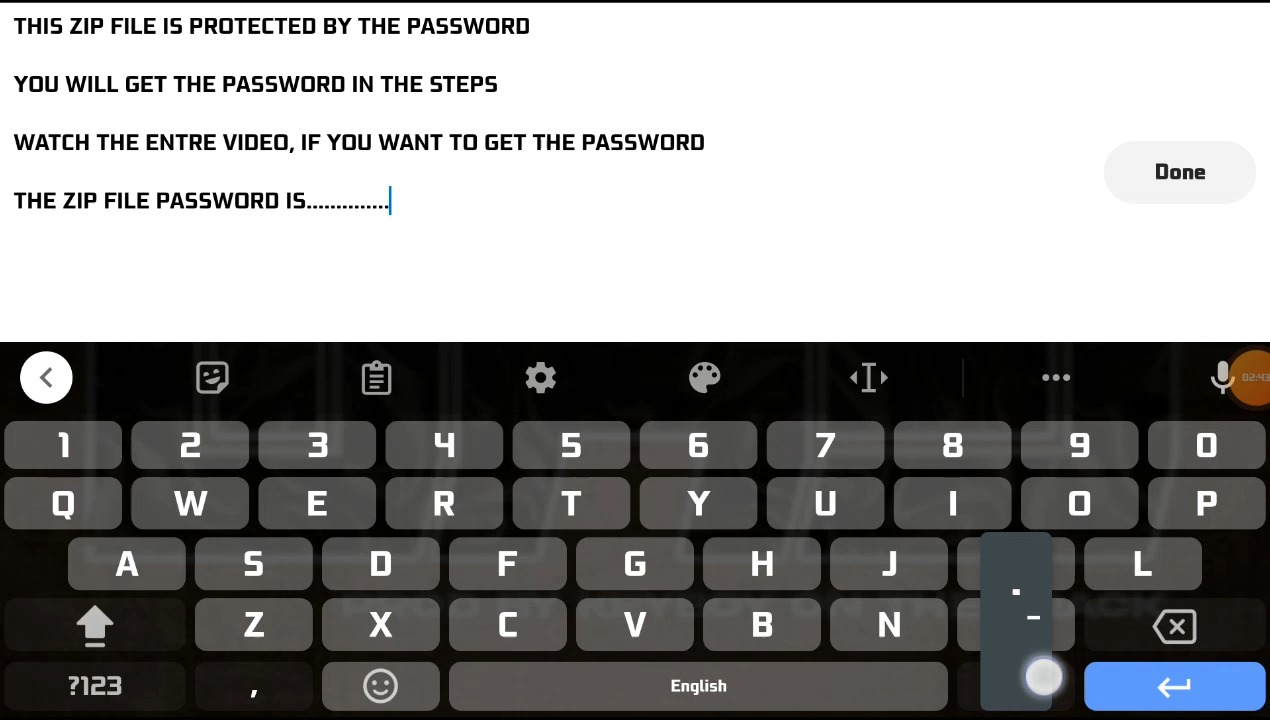 THIS ZIP FILE IS PROTECTED BY THE PASSWORD
YOU WILL GET THE PASSWORD IN THE STEPS
WATCH THE ENTRE VIDEO, IF YOU WANT TO GET THE PASSWORD
Done
THE ZIP FILE PASSWORD IS..............
02:43
1 2 3 4 5 6 7 8 9 0
Q W E R T Y U I O P
A S D F G H J L
. -
Z X C V B N
?123 , English